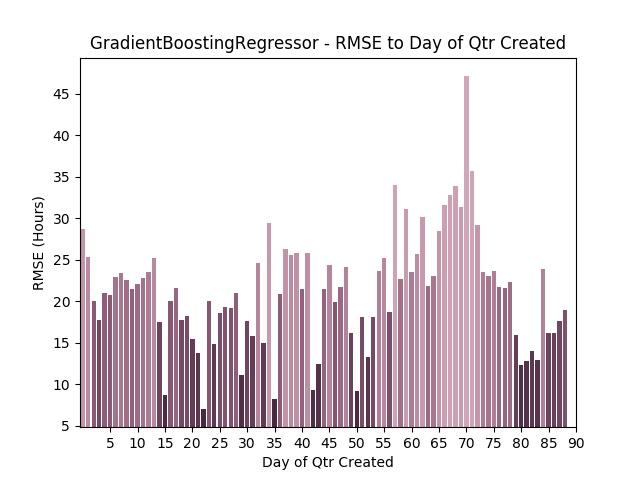 GradientBoostingRegressor - RMSE to Day of Qtr Created
45
40
35
30
25
20
15
10
5
RMSE (Hours)
5 10 15 20 25 30 35 40 45 50 55 60 65 70 75 80 85 90
Day of Qtr Created